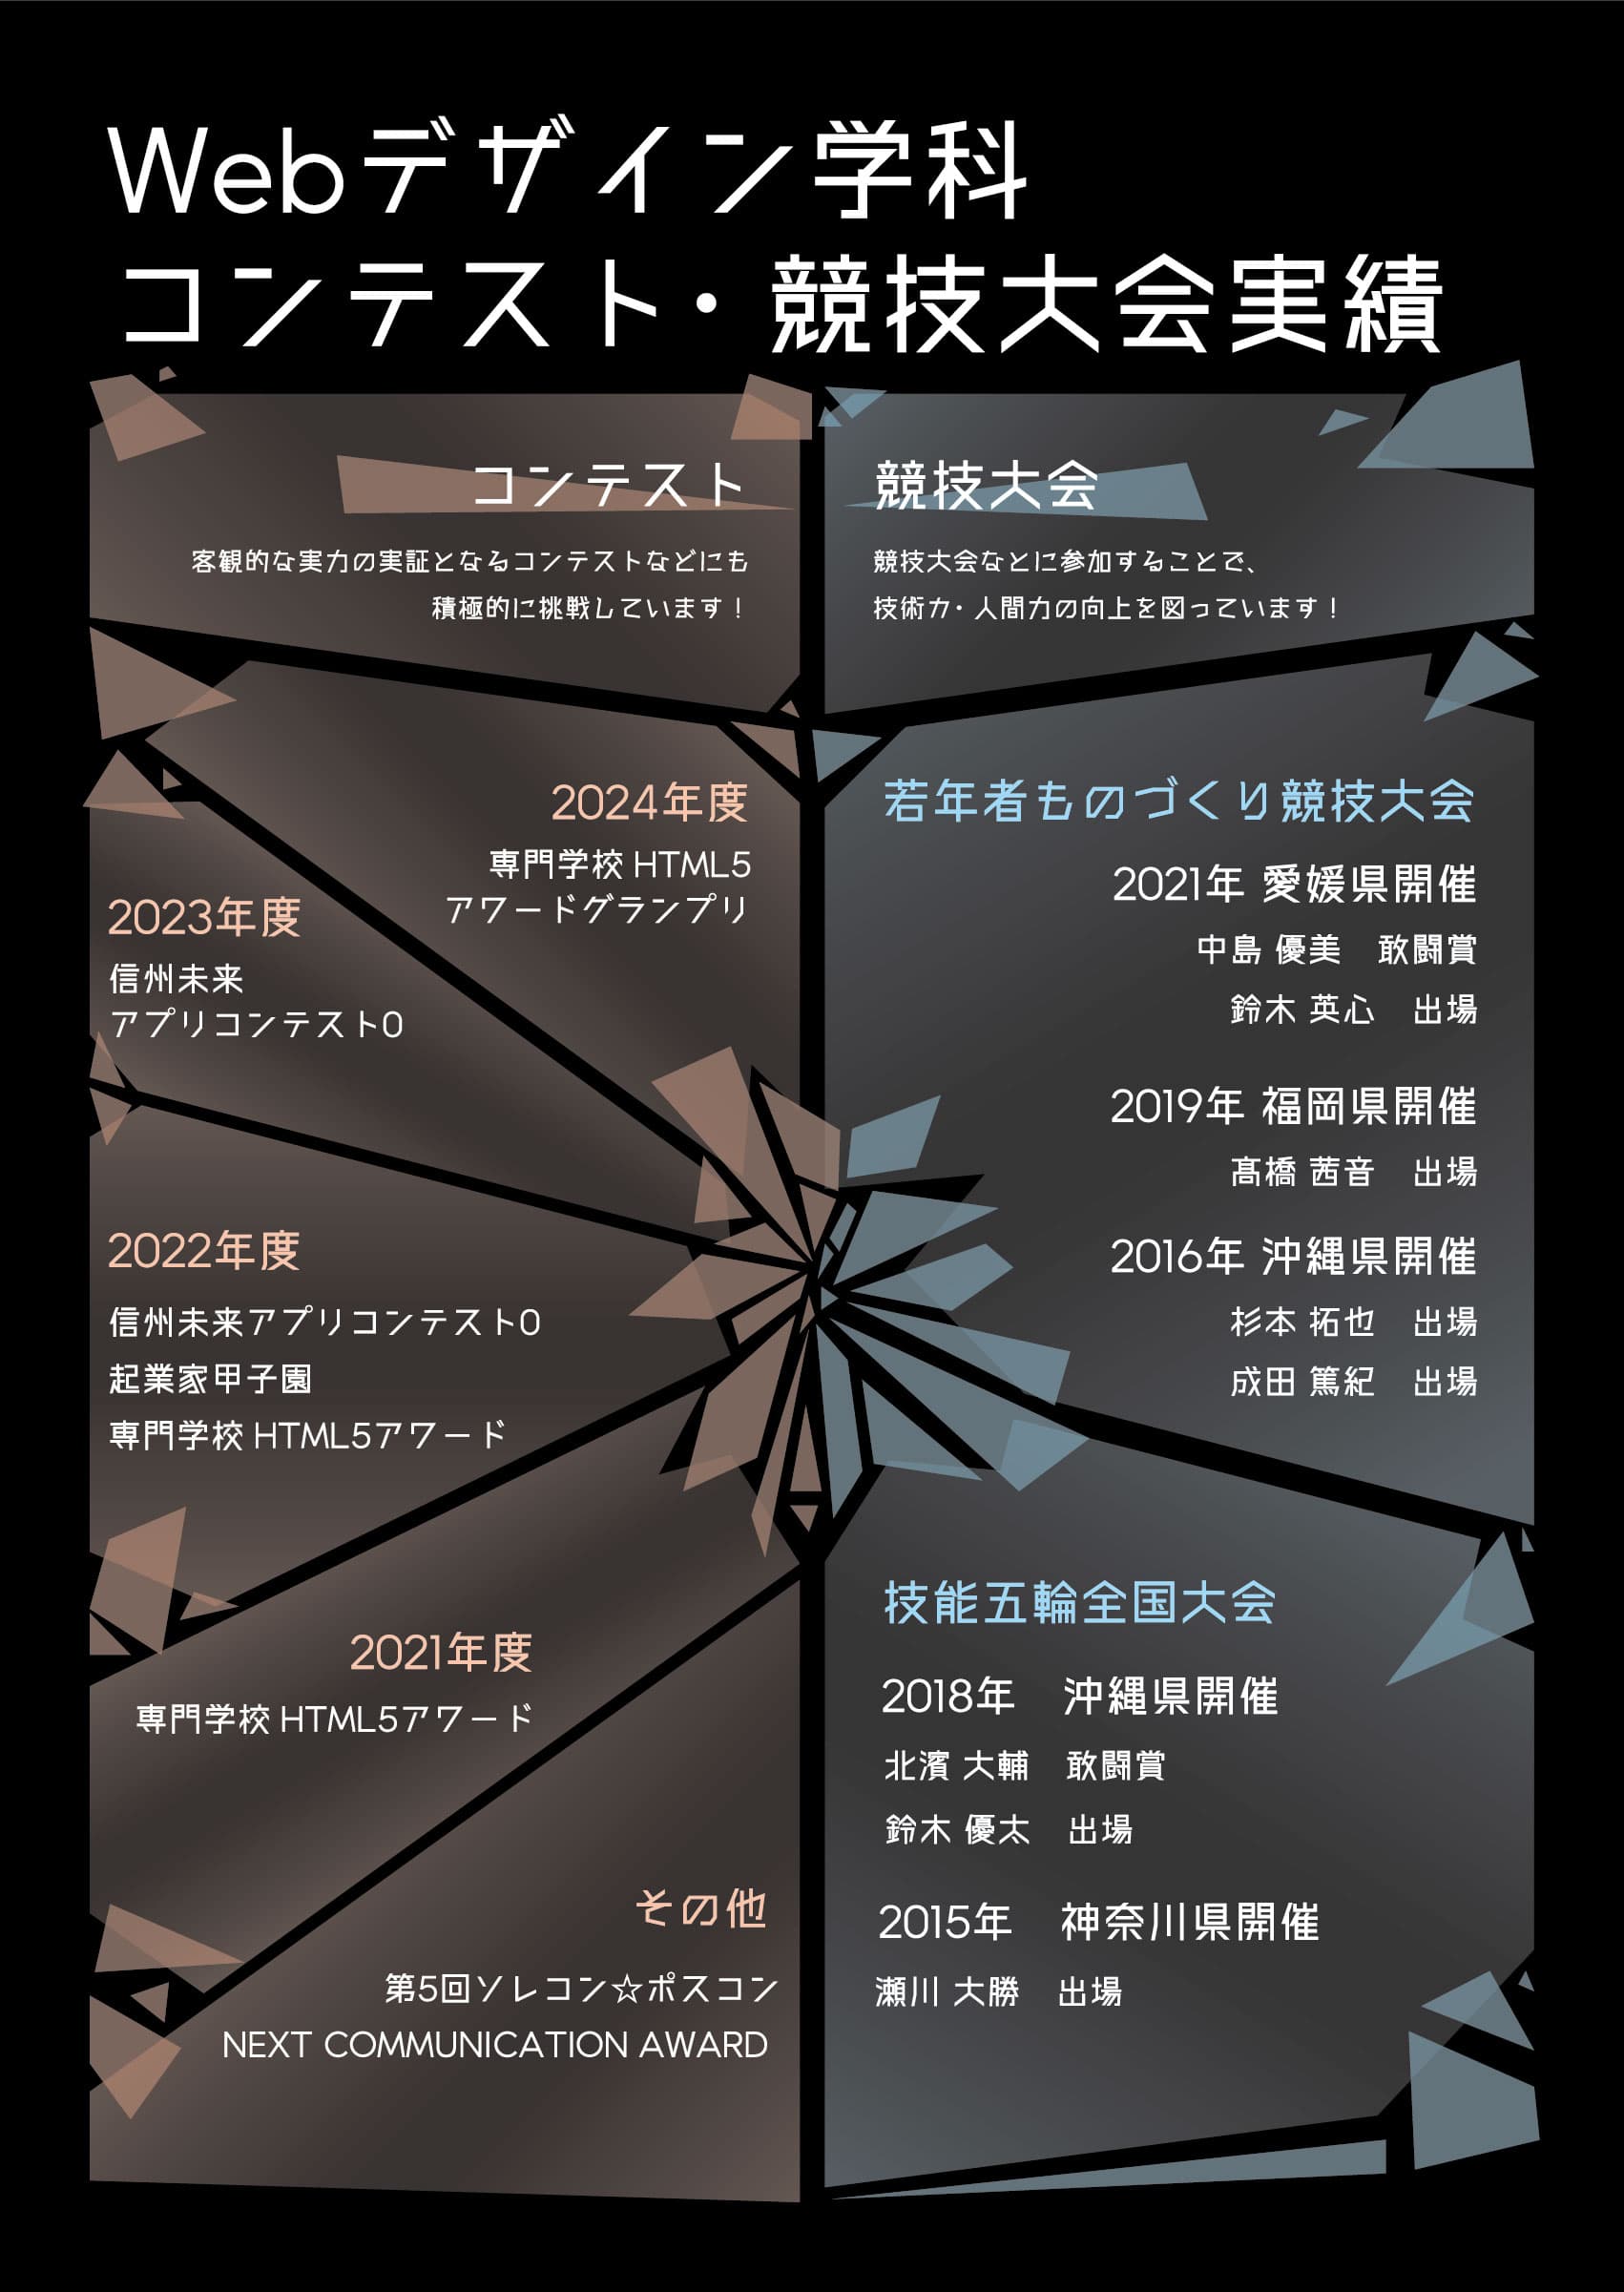 Webデザイン学科
コンテスト・競技大会実績
コンテスト
客観的な実力の実証となるコンテストなどにも
積極的に挑戦しています！
2024年度
専門学校 HTML5
アワードグランプリ
2023年度
信州未来
アプリコンテスト0
2022年度
信州未来アプリコンテスト0
起業家甲子園
専門学校 HTML5アワード
2021年度
専門学校 HTML5アワード
その他
第5回ソレコン☆ポスコン
NEXT COMMUNICATION AWARD
競技大会
競技大会などに参加することで、
技術力・人間力の向上を図っています！
若年者ものづくり競技大会
2021年 愛媛県開催
中島 優美　敢闘賞
鈴木 英心　出場
2019年 福岡県開催
髙橋 茜音　出場
2016年 沖縄県開催
杉本 拓也　出場
成田 篤紀　出場
技能五輪全国大会
2018年　沖縄県開催
北濱 大輔　敢闘賞
鈴木 優太　出場
2015年　神奈川県開催
瀬川 大勝　出場